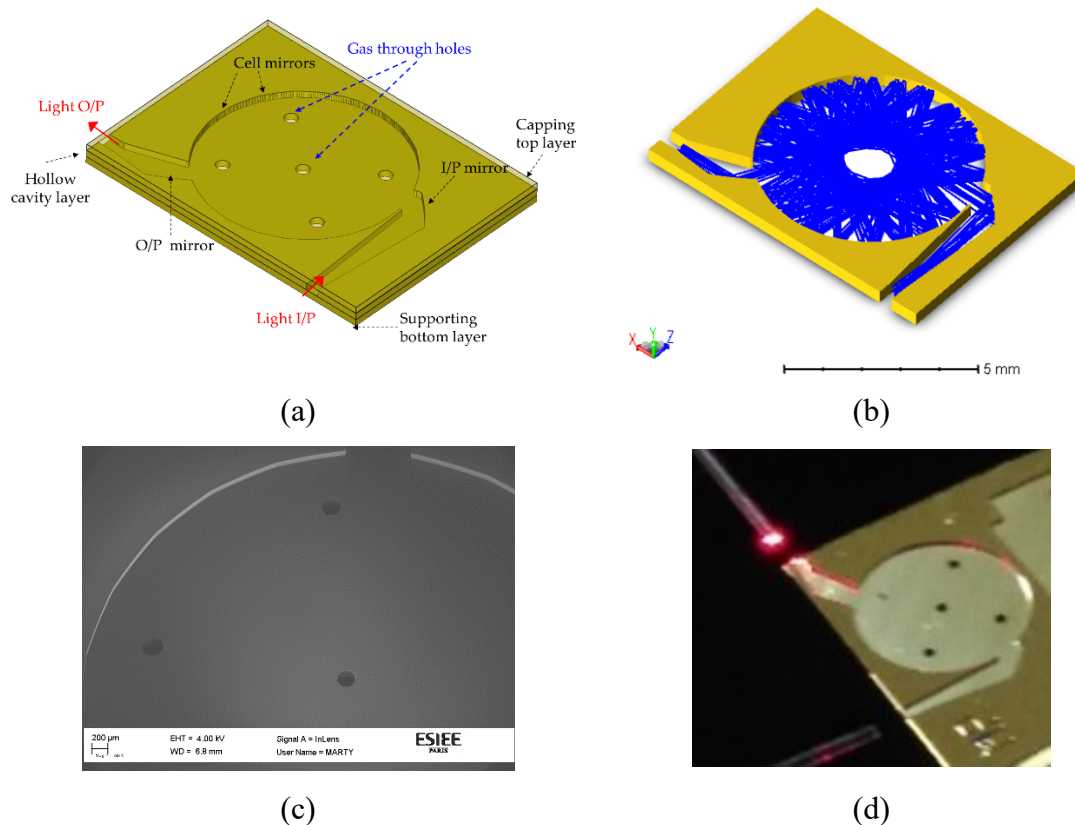 Gas through holes
Cell mirrors
Light O/P
Capping
top layer
I/P mirror
Hollow
cavity layer
O/P mirror
Light I/P
Supporting
bottom layer
(a)
X Y Z
5 mm
(b)
200 µm
EHT = 4.00 kV
WD = 6.8 mm
Signal A = InLens
User Name = MARTY
ESIEE
PARIS
(c)
(d)